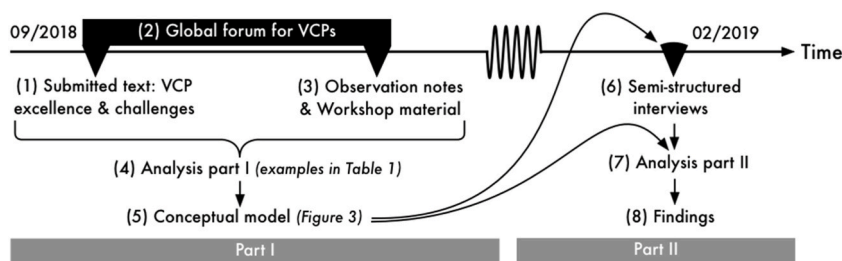 09/2018
(2) Global forum for VCPs
02/2019
Time
(1) Submitted text: VCP
excellence & challenges
(3) Observation notes
& Workshop material
(6) Semi-structured
interviews
(4) Analysis part I (examples in Table 1)
(7) Analysis part II
(5) Conceptual model (Figure 3)
(8) Findings
Part I
Part II